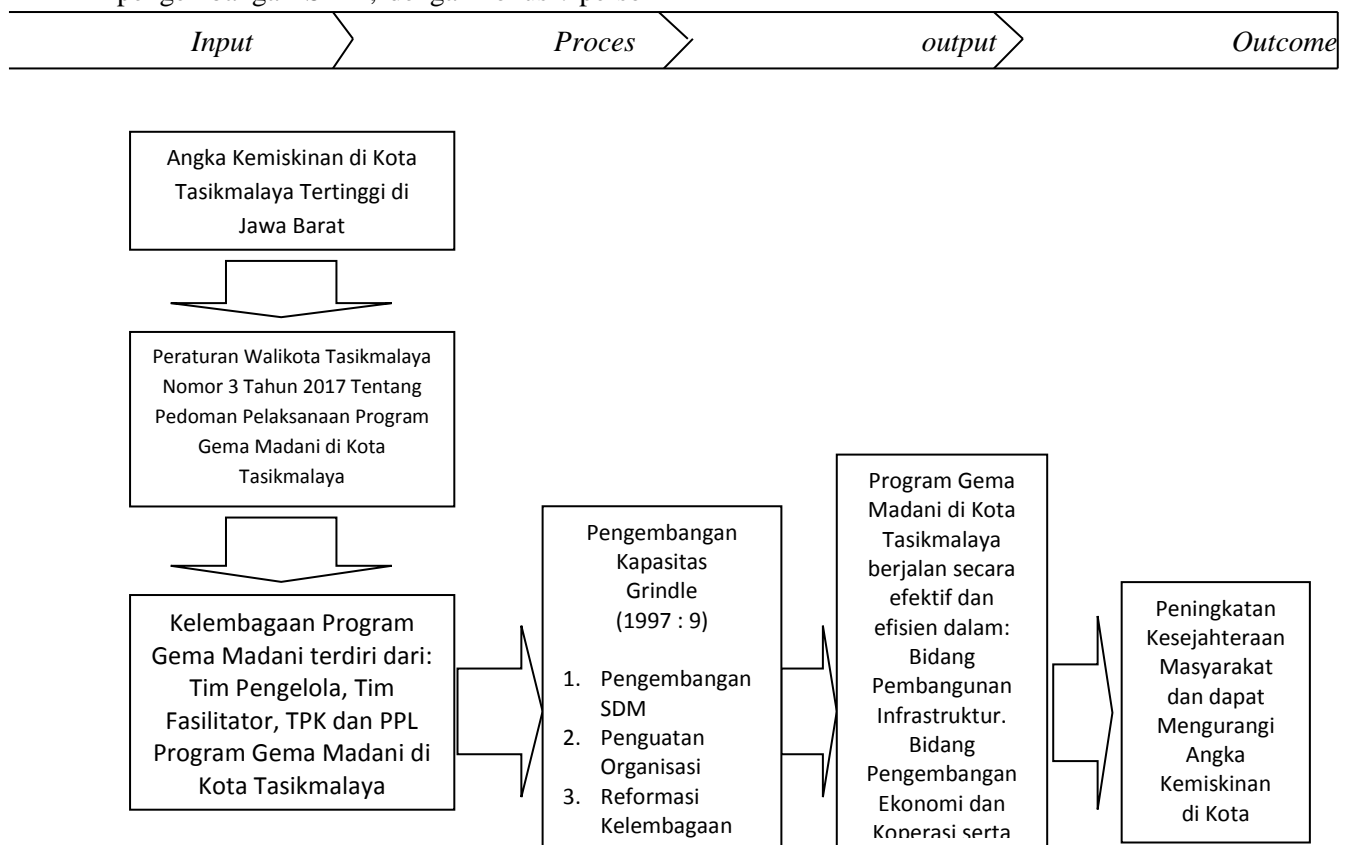 Input
Proces
output
Outcome
Angka Kemiskinan di Kota
Tasikmalaya Tertinggi di
Jawa Barat
Peraturan Walikota Tasikmalaya
Nomor 3 Tahun 2017 Tentang
Pedoman Pelaksanaan Program
Gema Madani di Kota
Tasikmalaya
Kelembagaan Program
Gema Madani terdiri dari:
Tim Pengelola, Tim
Fasilitator, TPK dan PPL
Program Gema Madani di
Kota Tasikmalaya
Pengembangan
Kapasitas
Grindle
(1997 : 9)
1. Pengembangan
SDM
2. Penguatan
Organisasi
3. Reformasi
Kelembagaan
Program Gema
Madani di Kota
Tasikmalaya
berjalan secara
efektif dan
efisien dalam:
Bidang
Pembangunan
Infrastruktur.
Bidang
Pengembangan
Ekonomi dan
Koperasi serta
Peningkatan
Kesejahteraan
Masyarakat
dan dapat
Mengurangi
Angka
Kemiskinan
di Kota